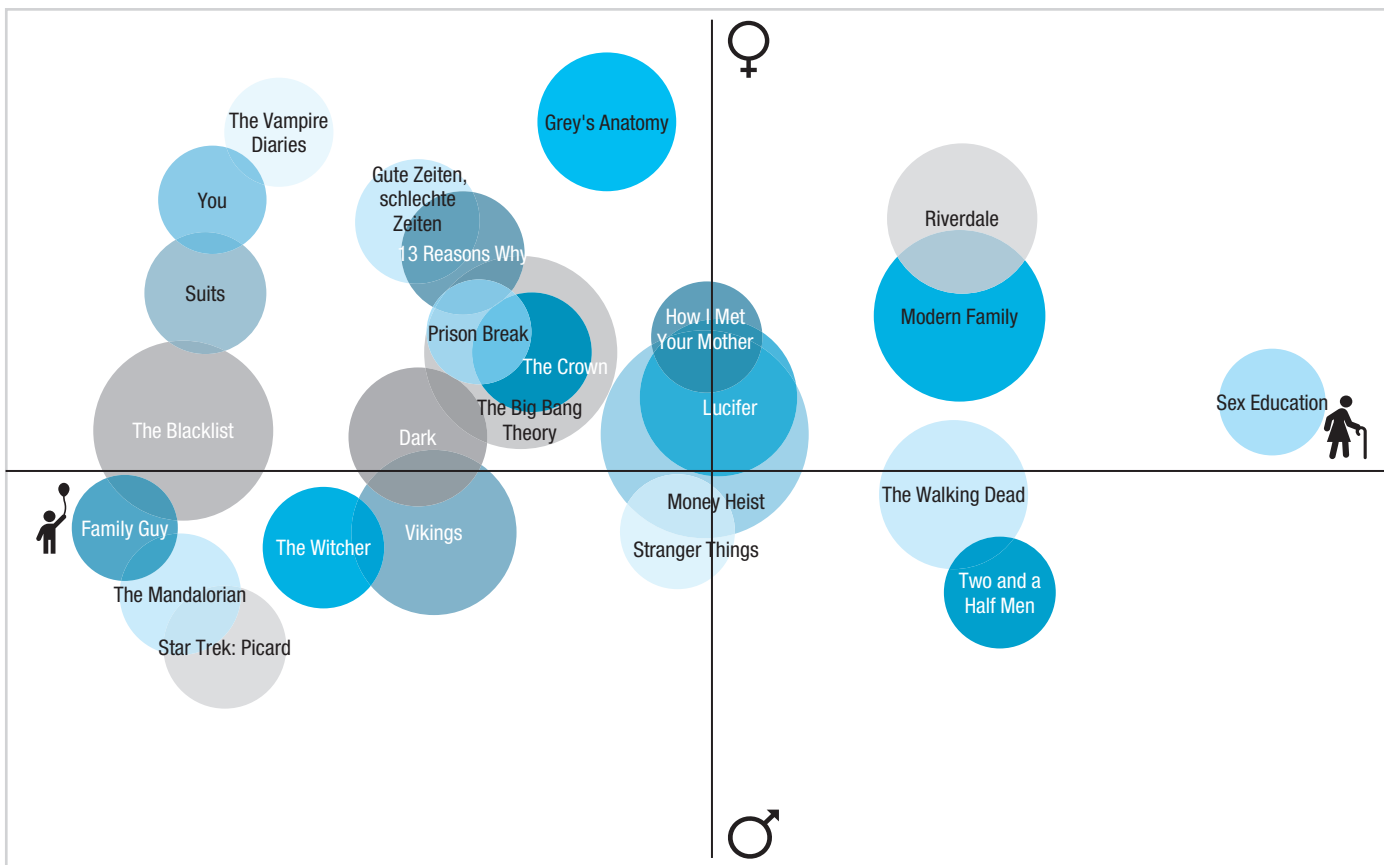 The Vampire
Diaries
Grey's Anatomy
Gute Zeiten,
schlechte
Zeiten
You
Riverdale
13 Reasons Why
Suits
How I Met
Your Mother
Modern Family
Prison Break
The Crown
Sex Education
The Big Bang
Theory
Lucifer
The Blacklist
Dark
The Walking Dead
Money Heist
Family Guy
The Witcher
Vikings
Stranger Things
Two and a
Half Men
The Mandalorian
Star Trek: Picard